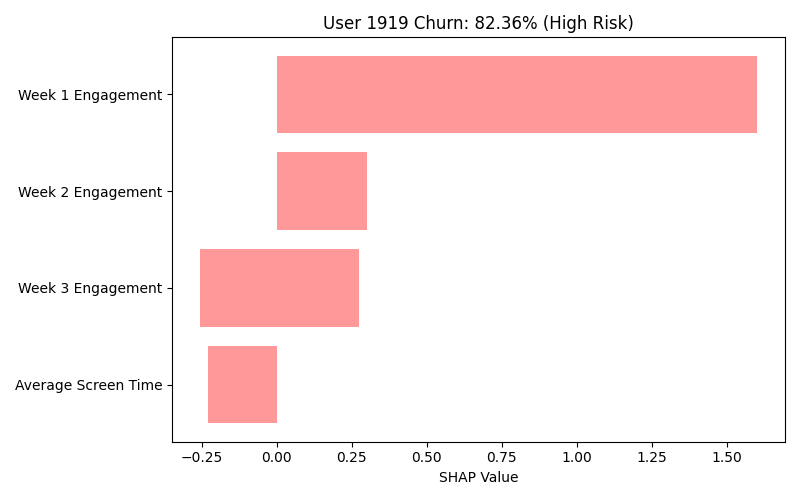 User 1919 Churn: 82.36% (High Risk)
Week 1 Engagement
Week 2 Engagement
Week 3 Engagement
Average Screen Time
−0.25 0.00 0.25 0.50 0.75 1.00 1.25 1.50
SHAP Value